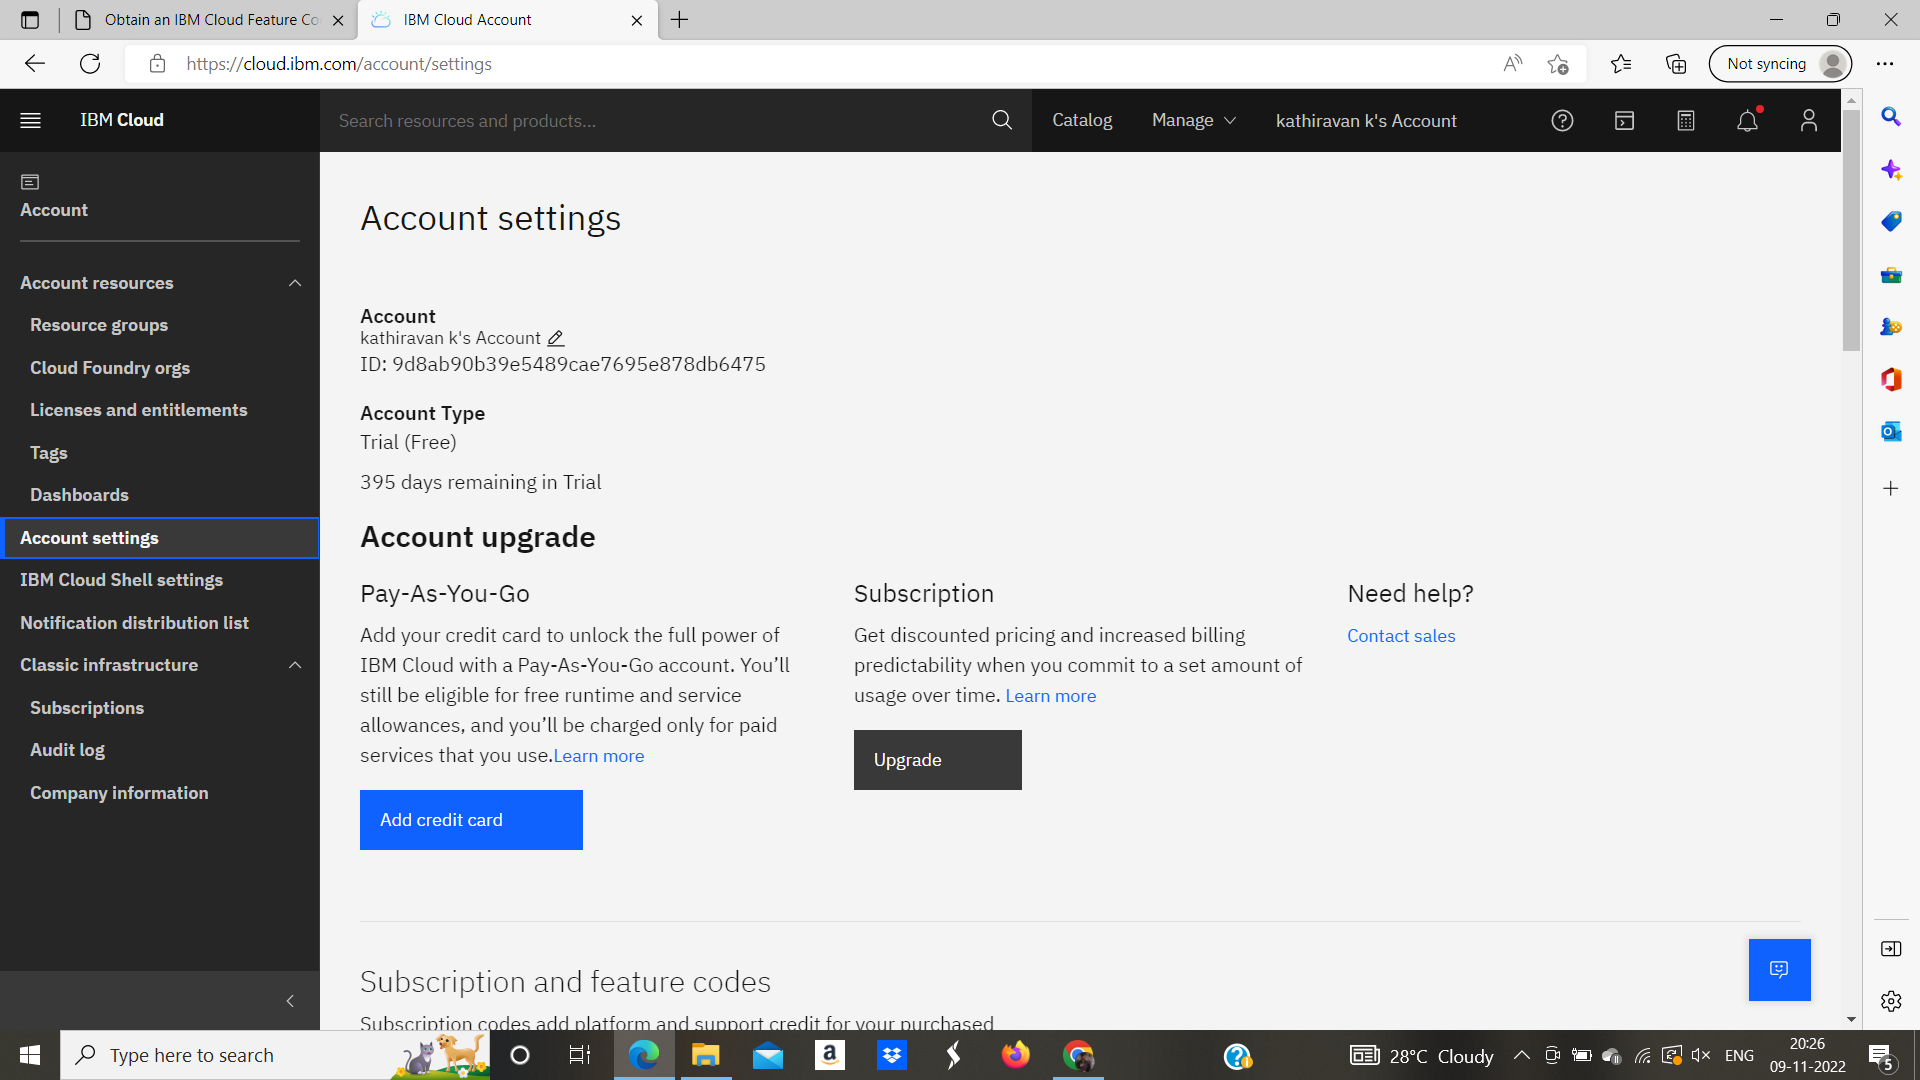 Obtain an IBM Cloud Feature Co
IBM Cloud Account
https://cloud.ibm.com/account/settings
Not syncing
IBM Cloud
Search resources and products...
Catalog
Manage
kathiravan k's Account
Account
Account resources
Resource groups
Cloud Foundry orgs
Licenses and entitlements
Tags
Dashboards
Account settings
IBM Cloud Shell settings
Notification distribution list
Classic infrastructure
Subscriptions
Audit log
Company information
Account settings
Account
kathiravan k's Account
ID: 9d8ab90b39e5489cae7695e878db6475
Account Type
Trial (Free)
395 days remaining in Trial
Account upgrade
Pay-As-You-Go
Add your credit card to unlock the full power of
IBM Cloud with a Pay-As-You-Go account. You’ll
still be eligible for free runtime and service
allowances, and you’ll be charged only for paid
services that you use.Learn more
Add credit card
Subscription
Get discounted pricing and increased billing
predictability when you commit to a set amount of
usage over time. Learn more
Upgrade
Need help?
Contact sales
Subscription and feature codes
Subscription codes add platform and support credit for your purchased
Type here to search
28°C Cloudy
ENG
20:26
09-11-2022
5